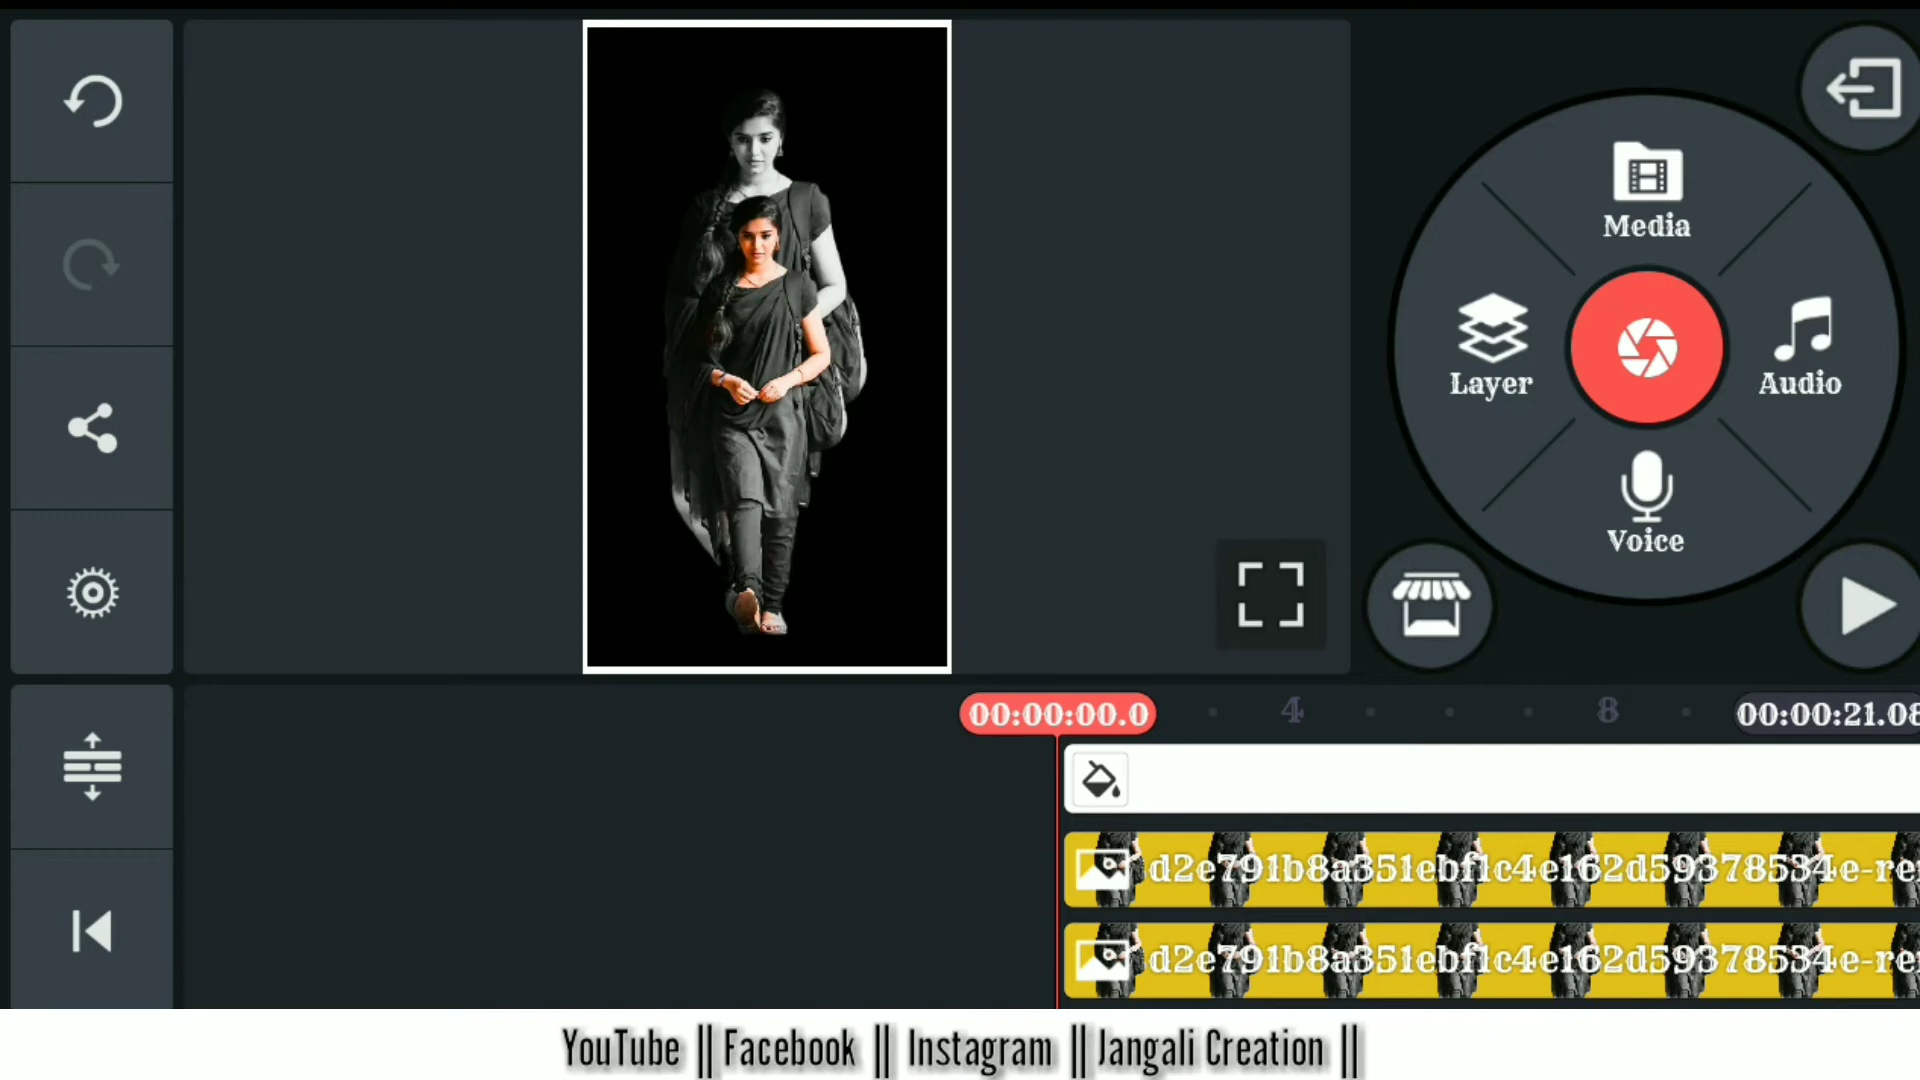 Media
Layer
Audio
Voice
00:00:00.0
4
8
00:00:21.08
d2e791b8a351ebf1c4e162d59378534e-re
d2e791b8a351ebf1c4e162d59378534e-re
YouTube || Facebook || Instagram || Jangali Creation ||